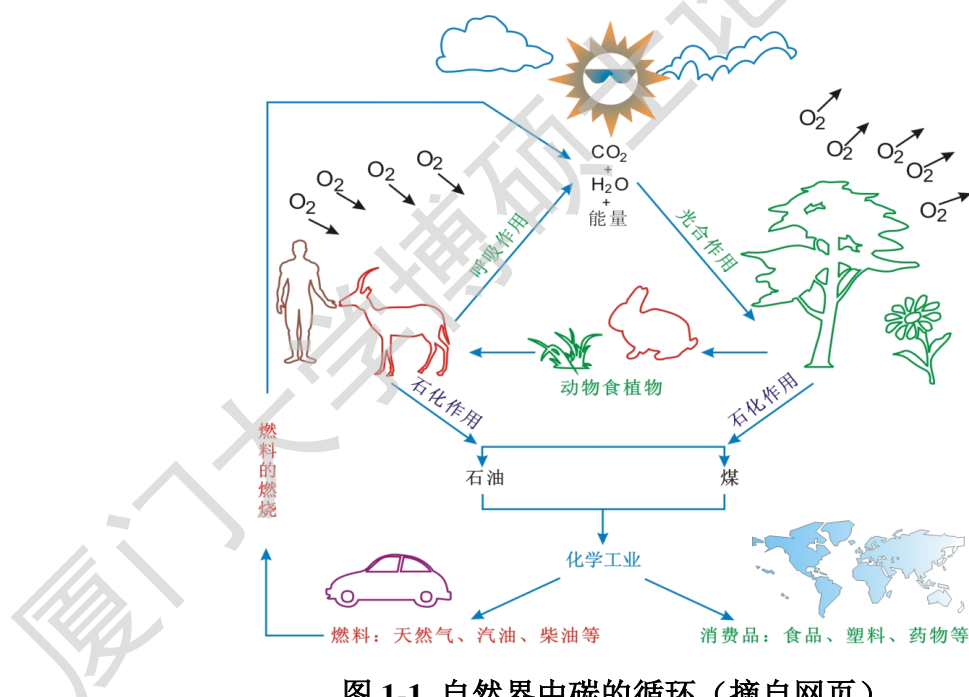 CO2
+
H2O
+
能量
O2
O2
O2
O2
O2
O2
O2
O2
O2
呼吸作用
光合作用
动物食植物
石化作用
石化作用
燃料的燃烧
石油
煤
化学工业
燃料：天然气、汽油、柴油等
消费品：食品、塑料、药物等
图 1-1 自然界中碳的循环（摘自网页）
厦门大学博硕士论